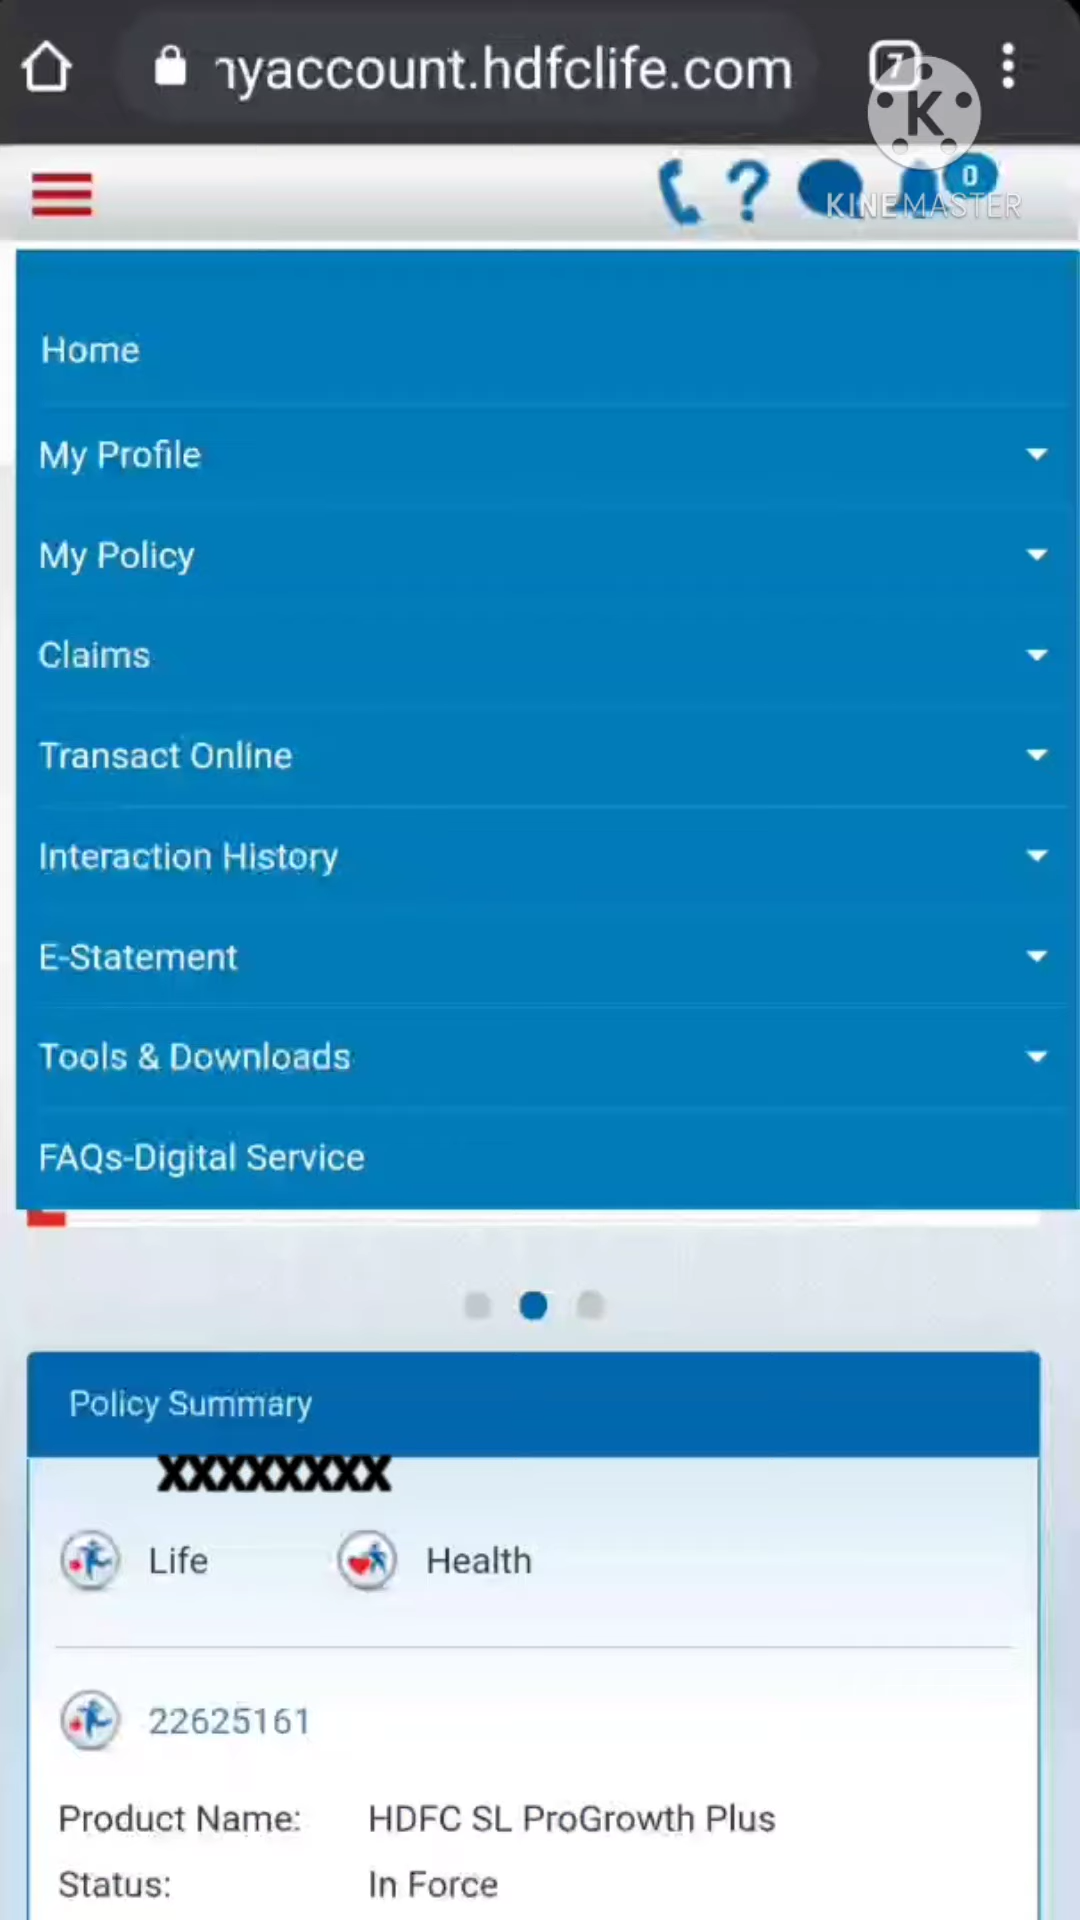 nyaccount.hdfclife.com
7
K
0
KINEMASTER
Home
My Profile
My Policy
Claims
Transact Online
Interaction History
E-Statement
Tools & Downloads
FAQs-Digital Service
Policy Summary
XXXXXXXX
Life Health
22625161
Product Name: HDFC SL ProGrowth Plus
Status: In Force